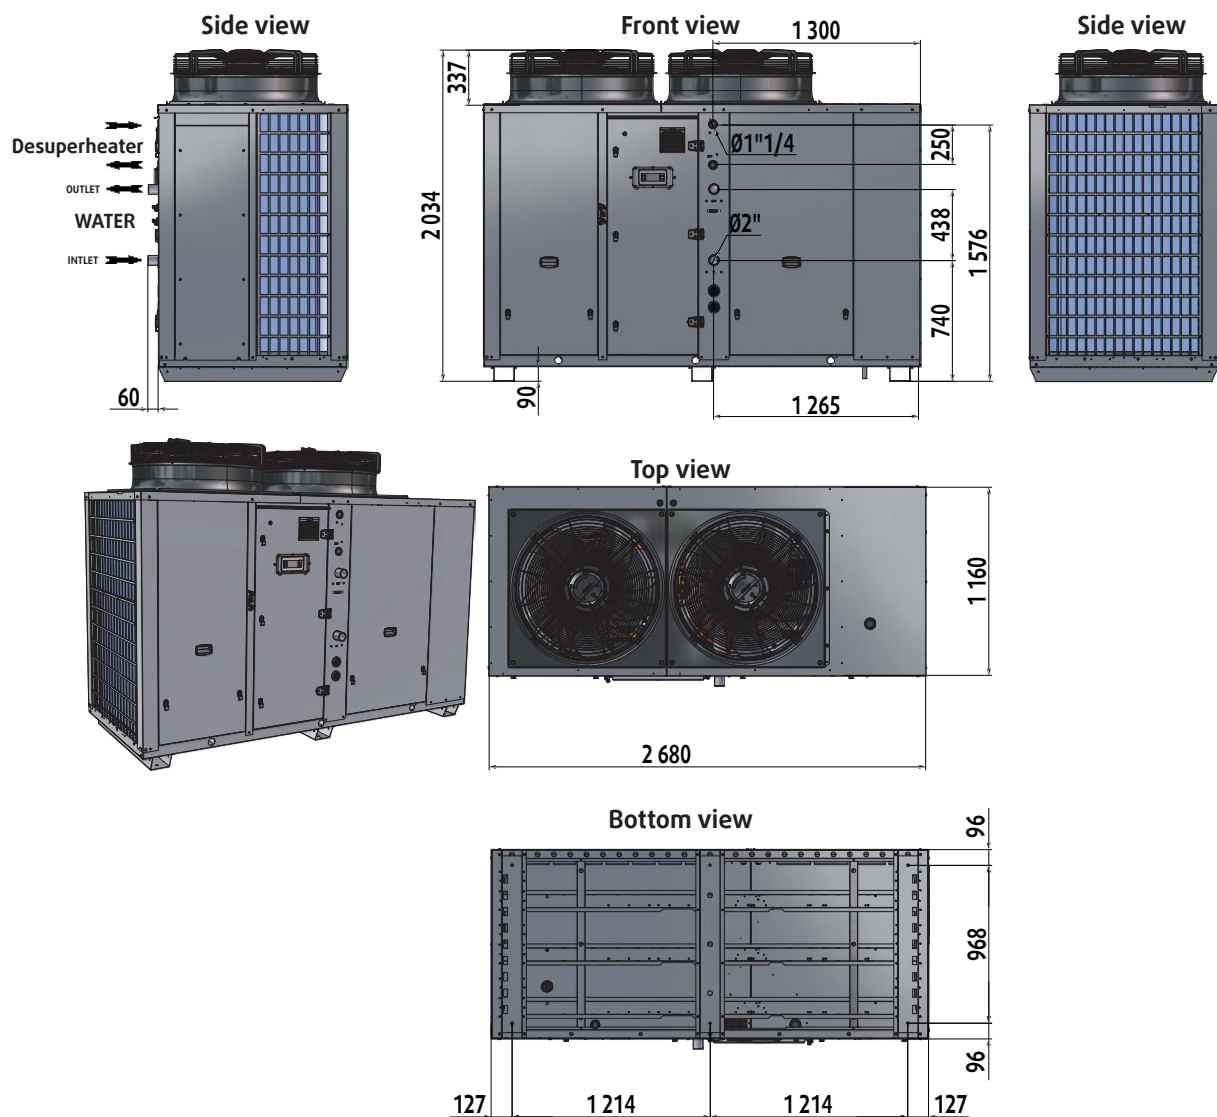 Side view
Front view
Side view
1 300
337
Desuperheater
OUTLET
WATER
INTLET
2 034
Ø1"1/4
Ø2"
250
438
1 576
740
60
90
1 265
Top view
1 160
2 680
Bottom view
96
968
96
127
1 214
1 214
127